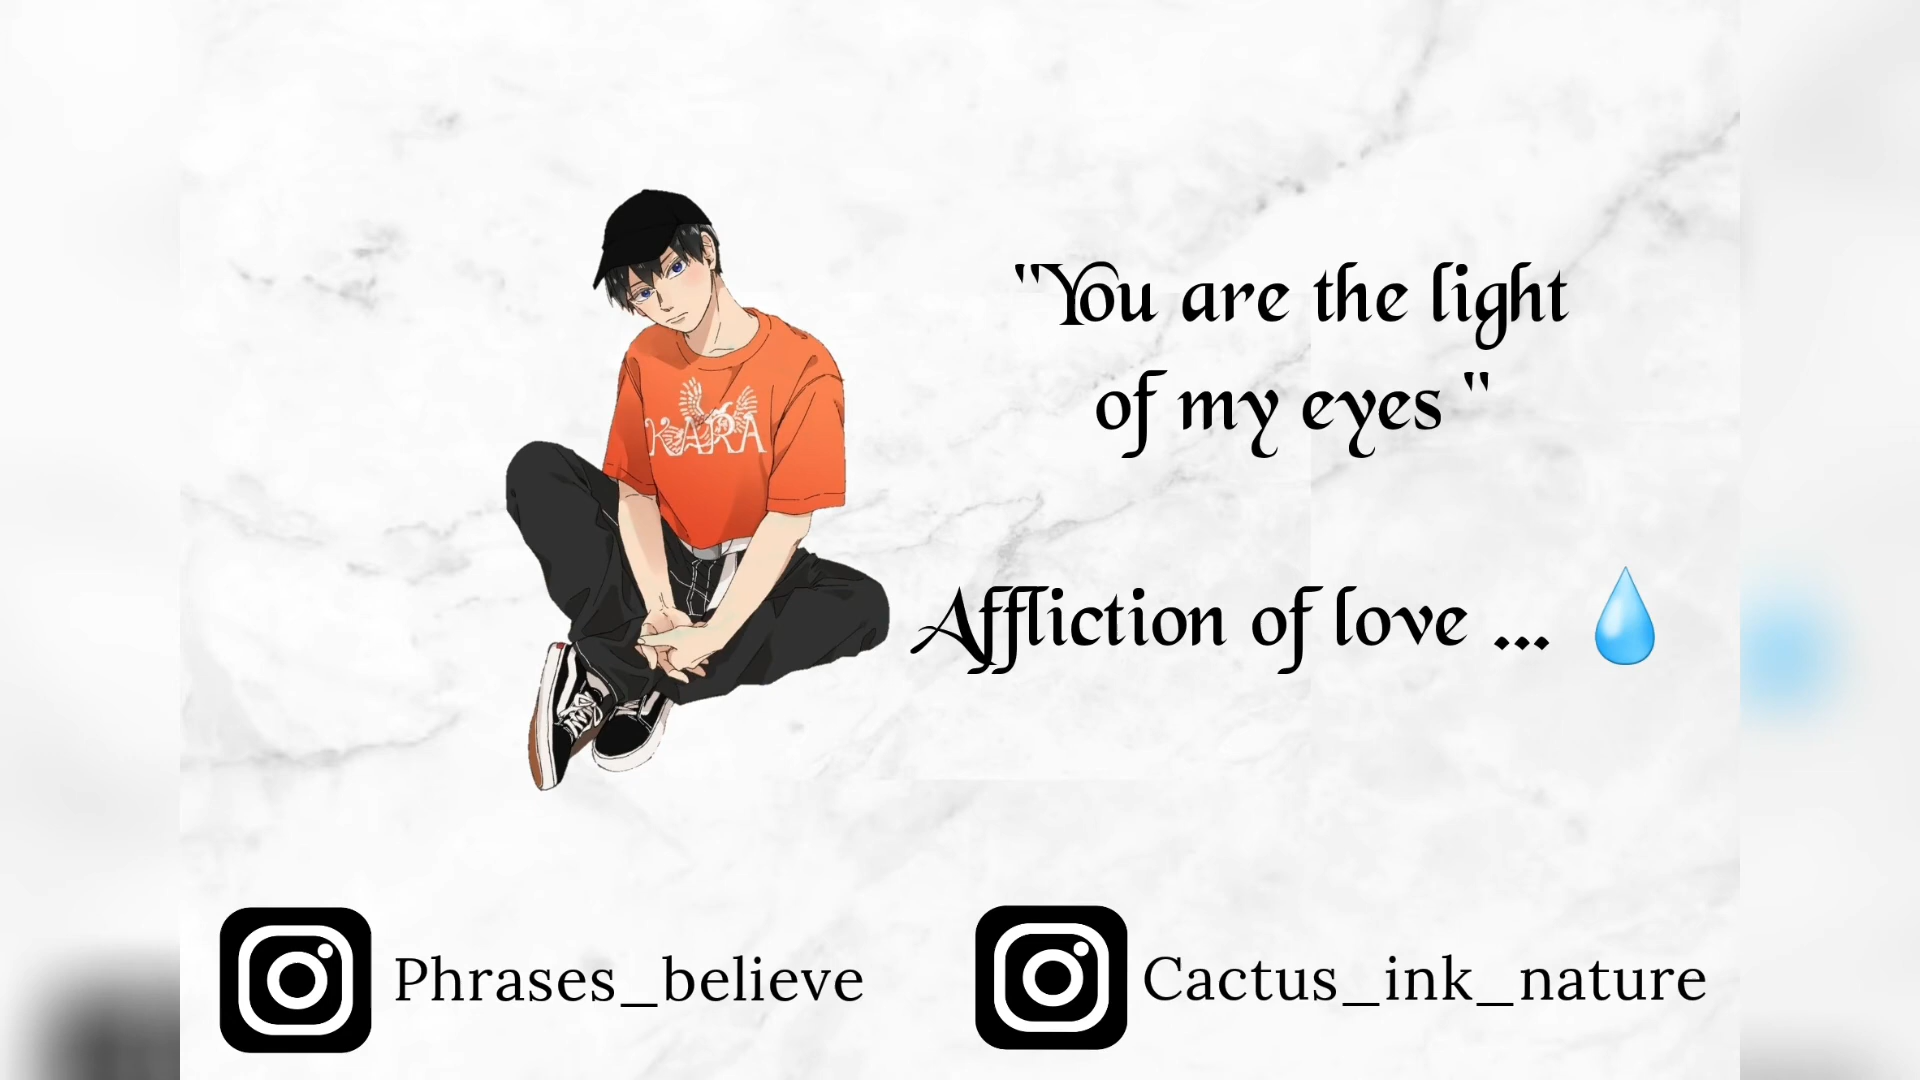 "You are the light
of my eyes "
Affliction of love ... 💧
KARA
Phrases_believe
Cactus_ink_nature